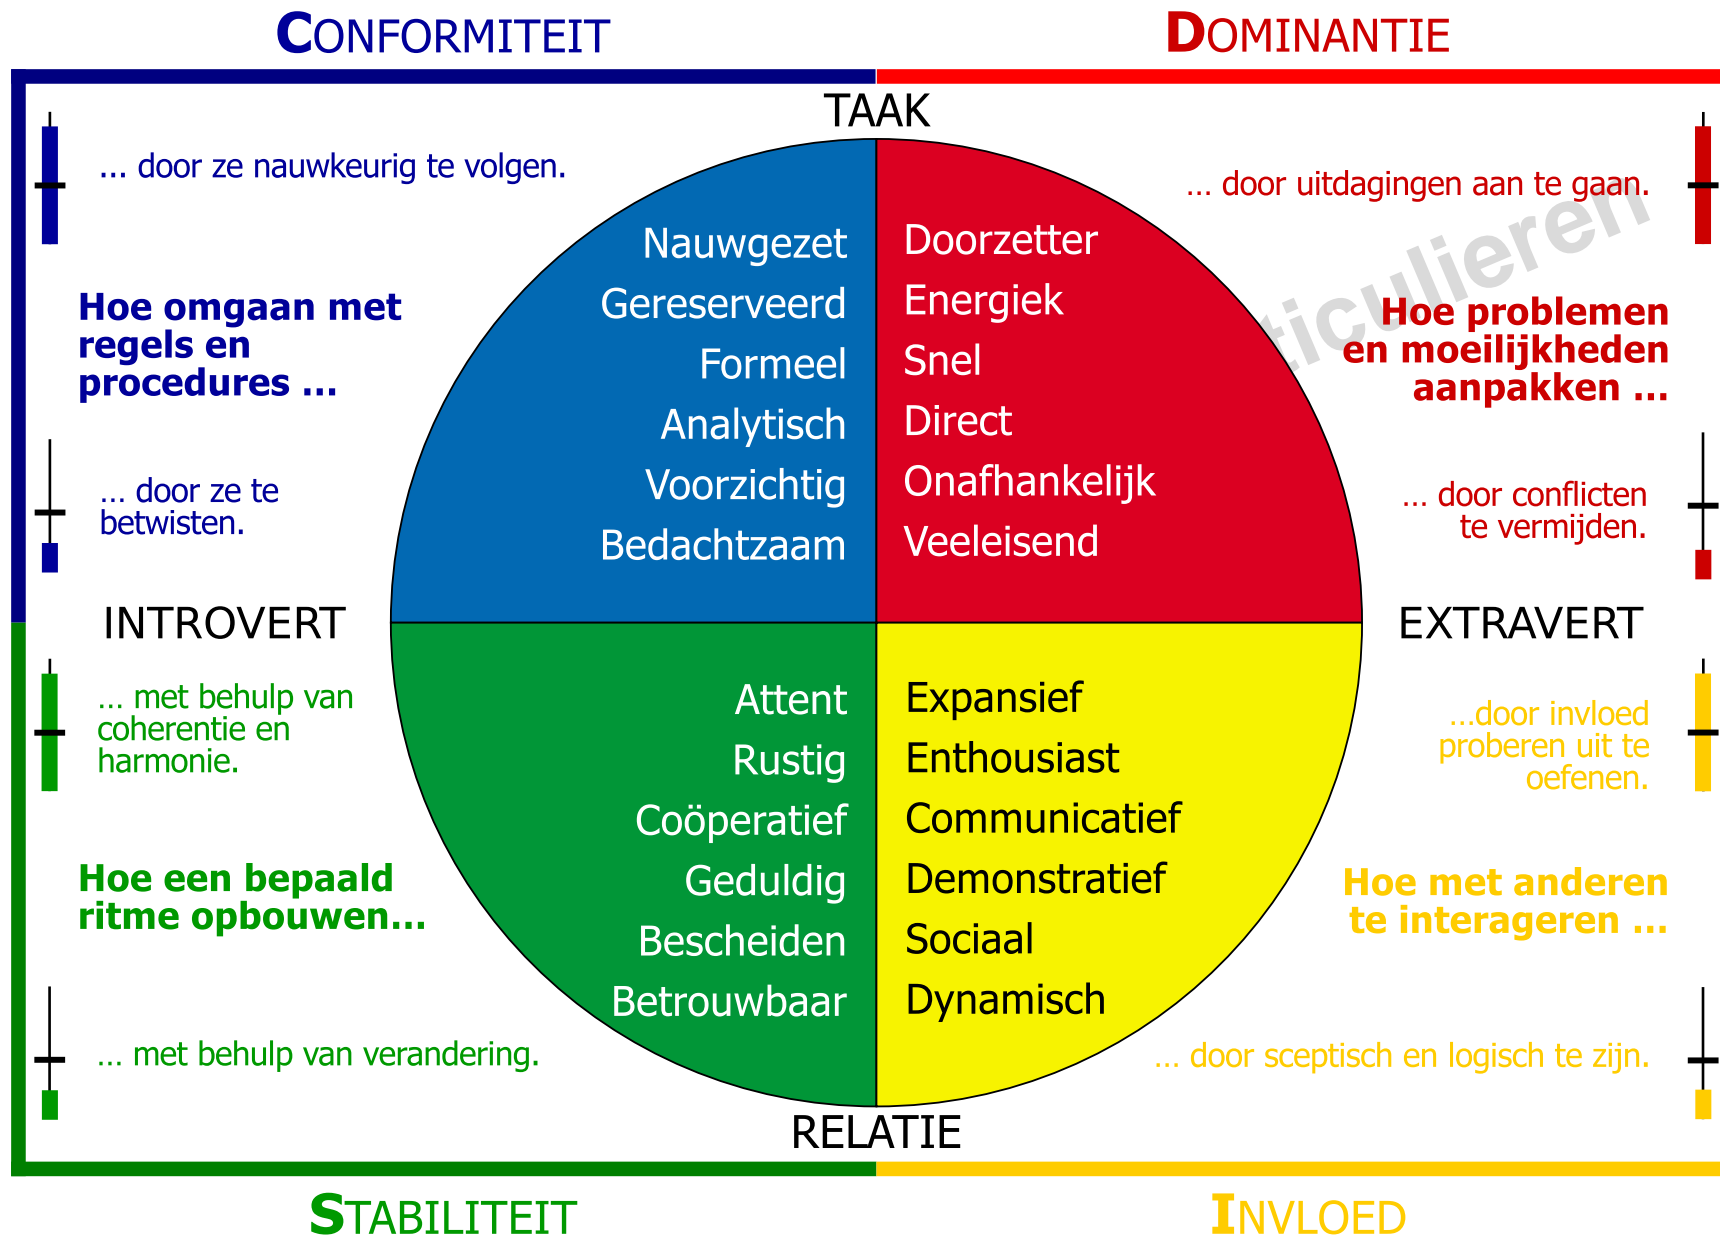 CONFORMITEIT
DOMINANTIE
TAAK
... door ze nauwkeurig te volgen.
Hoe omgaan met
regels en
procedures ...
... door ze te
betwisten.
Nauwgezet
Gereserveerd
Formeel
Analytisch
Voorzichtig
Bedachtzaam
Doorzetter
Energiek
Snel
Direct
Onafhankelijk
Veeleisend
... door uitdagingen aan te gaan.
ticulieren
Hoe problemen
en moeilijkheden
aanpakken ...
... door conflicten
te vermijden.
INTROVERT
EXTRAVERT
... met behulp van
coherentie en
harmonie.
Hoe een bepaald
ritme opbouwen...
... met behulp van verandering.
Attent
Rustig
Coöperatief
Geduldig
Bescheiden
Betrouwbaar
Expansief
Enthousiast
Communicatief
Demonstratief
Sociaal
Dynamisch
...door invloed
proberen uit te
oefenen.
Hoe met anderen
te interageren ...
... door sceptisch en logisch te zijn.
RELATIE
STABILITEIT
INVLOED